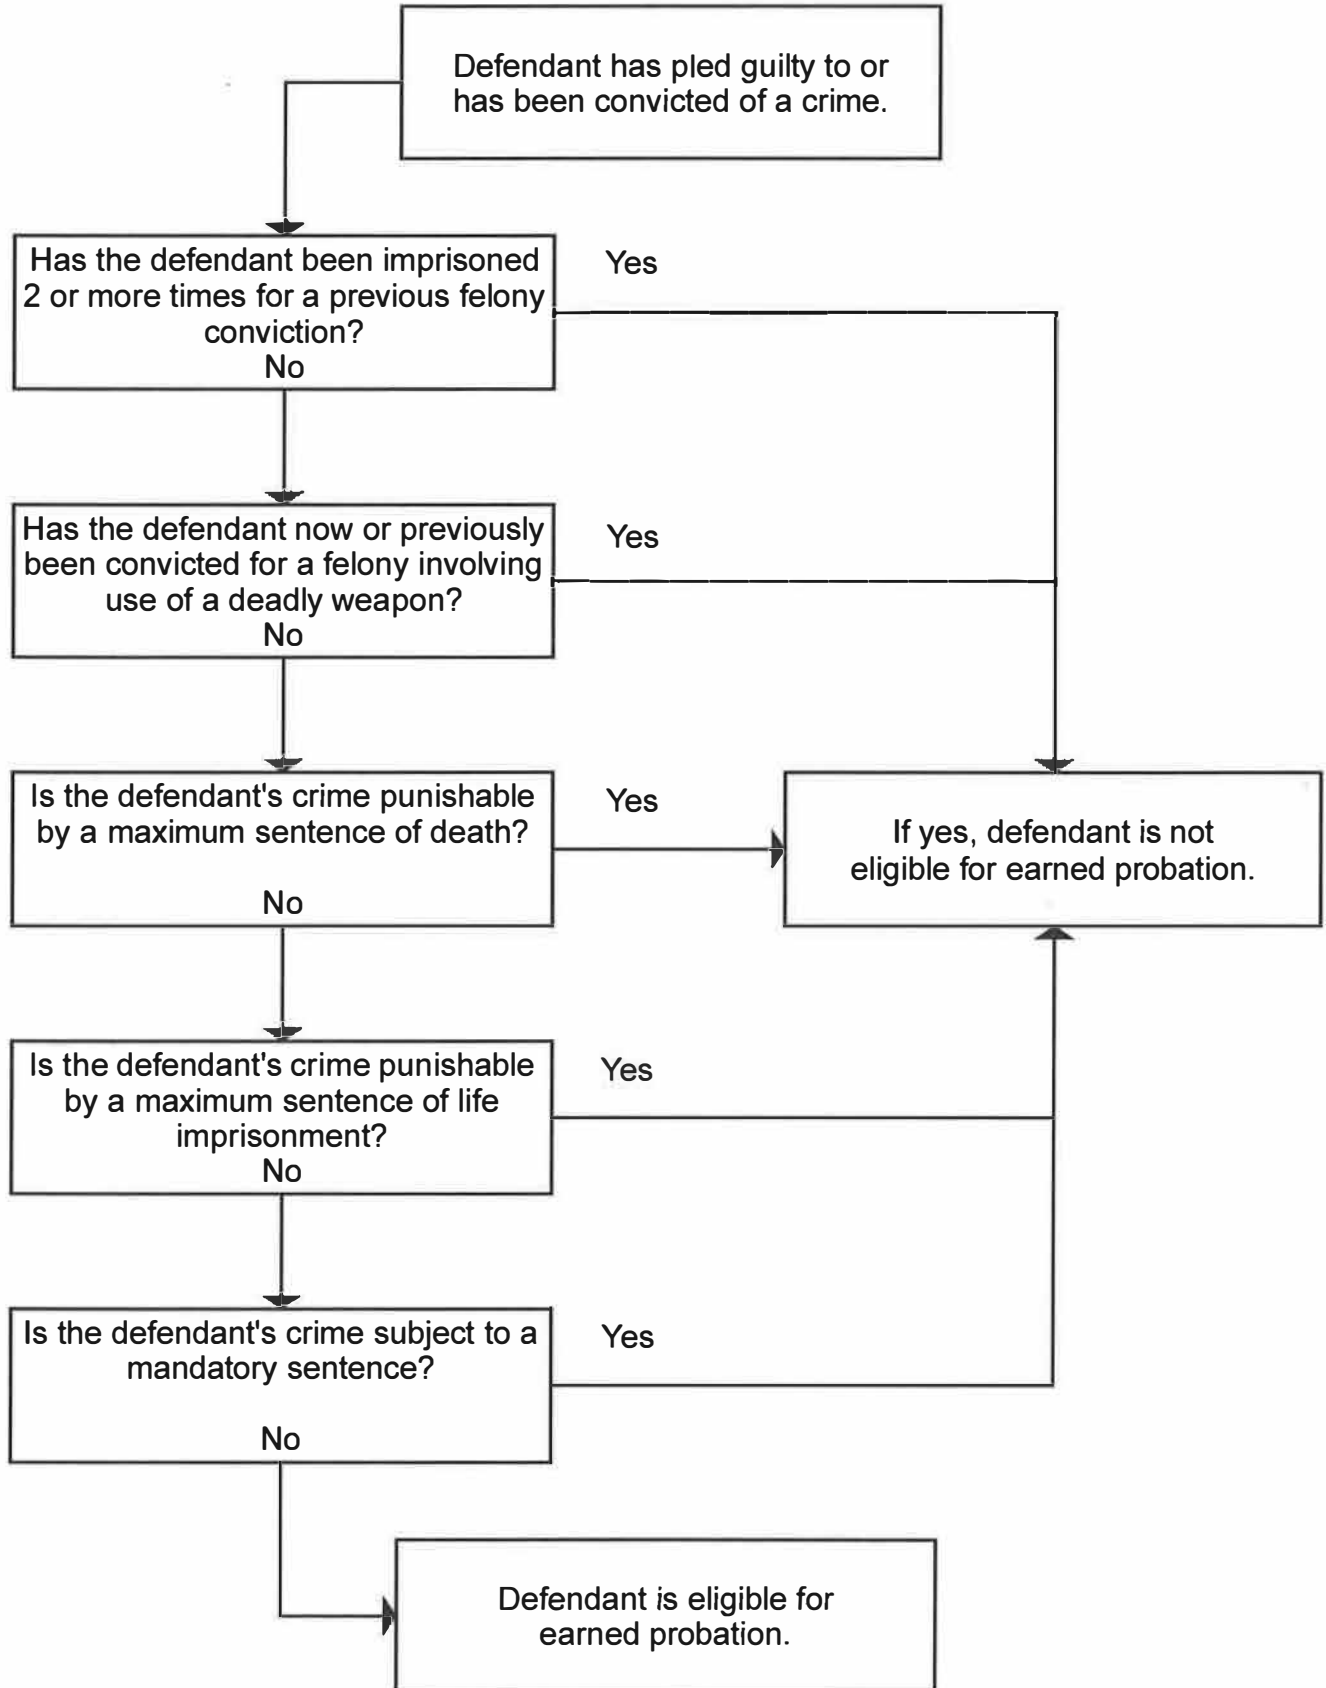 Defendant has pled guilty to or
has been convicted of a crime.
Has the defendant been imprisoned
2 or more times for a previous felony
conviction?
No
Yes
Has the defendant now or previously
been convicted for a felony involving
use of a deadly weapon?
No
Yes
Is the defendant's crime punishable
by a maximum sentence of death?
No
Yes
If yes, defendant is not
eligible for earned probation.
Is the defendant's crime punishable
by a maximum sentence of life
imprisonment?
No
Yes
Is the defendant's crime subject to a
mandatory sentence?
No
Yes
Defendant is eligible for
earned probation.